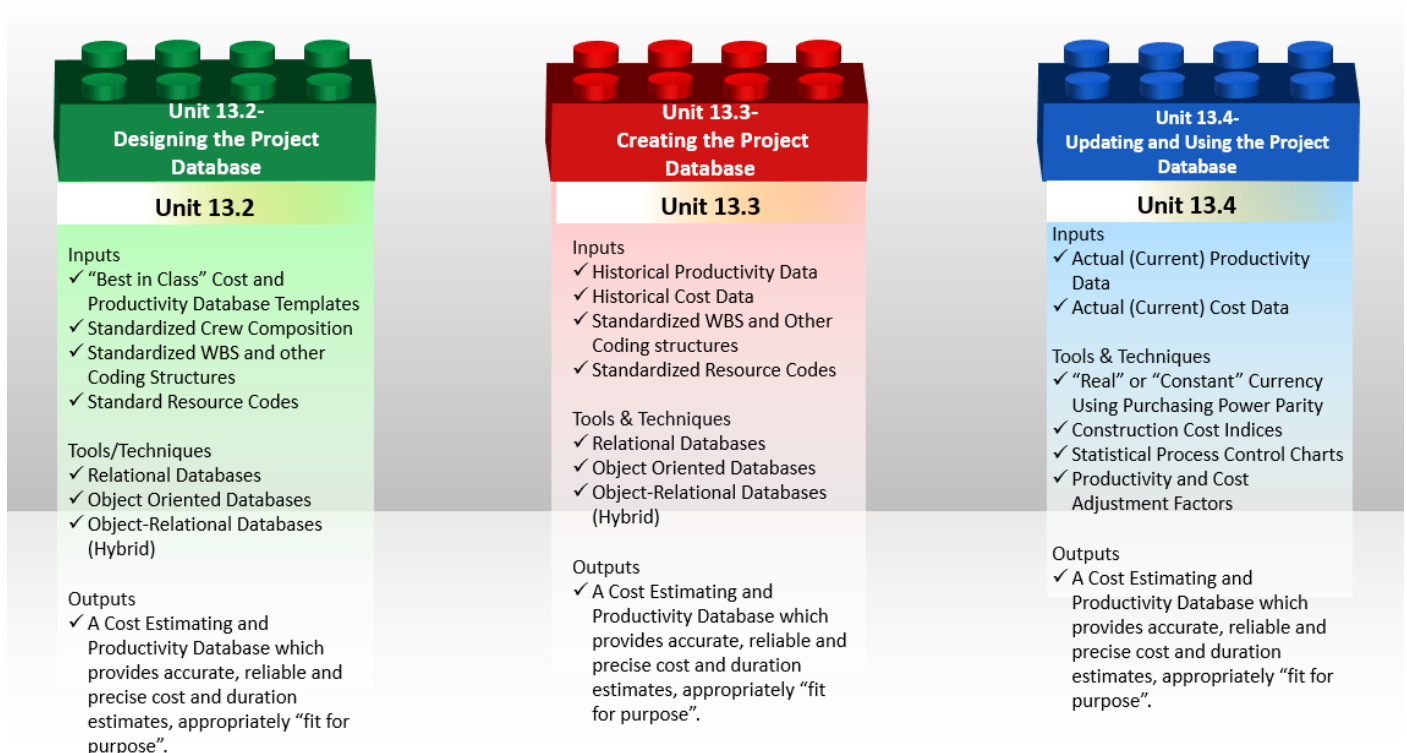 Unit 13.2-
Designing the Project
Database
Unit 13.2
Inputs
✓ “Best in Class” Cost and
Productivity Database Templates
✓ Standardized Crew Composition
✓ Standardized WBS and other
Coding Structures
✓ Standard Resource Codes
Tools/Techniques
✓ Relational Databases
✓ Object Oriented Databases
✓ Object-Relational Databases
(Hybrid)
Outputs
✓ A Cost Estimating and
Productivity Database which
provides accurate, reliable and
precise cost and duration
estimates, appropriately “fit for
purpose”.
Unit 13.3-
Creating the Project
Database
Unit 13.3
Inputs
✓ Historical Productivity Data
✓ Historical Cost Data
✓ Standardized WBS and Other
Coding structures
✓ Standardized Resource Codes
Tools & Techniques
✓ Relational Databases
✓ Object Oriented Databases
✓ Object-Relational Databases
(Hybrid)
Outputs
✓ A Cost Estimating and
Productivity Database which
provides accurate, reliable and
precise cost and duration
estimates, appropriately “fit
for purpose”.
Unit 13.4-
Updating and Using the Project
Database
Unit 13.4
Inputs
✓ Actual (Current) Productivity
Data
✓ Actual (Current) Cost Data
Tools & Techniques
✓ “Real” or “Constant” Currency
Using Purchasing Power Parity
✓ Construction Cost Indices
✓ Statistical Process Control Charts
✓ Productivity and Cost
Adjustment Factors
Outputs
✓ A Cost Estimating and
Productivity Database which
provides accurate, reliable and
precise cost and duration
estimates, appropriately “fit for
purpose”.